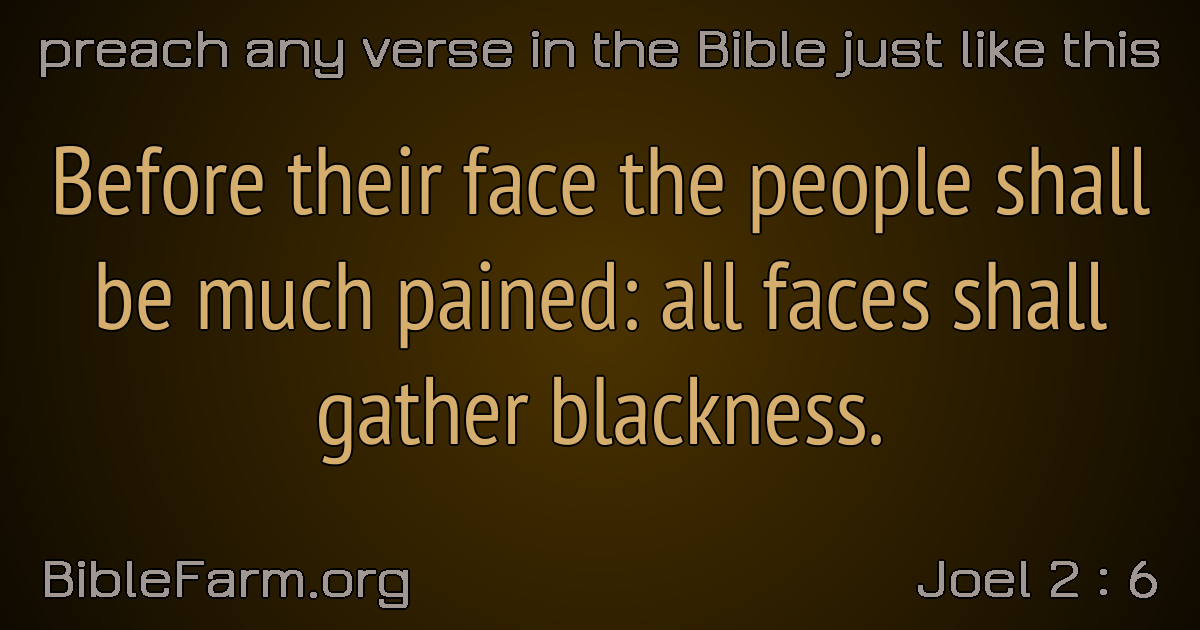 preach any verse in the Bible just like this
Before their face the people shall
be much pained: all faces shall
gather blackness.
BibleFarm.org
Joel 2 : 6